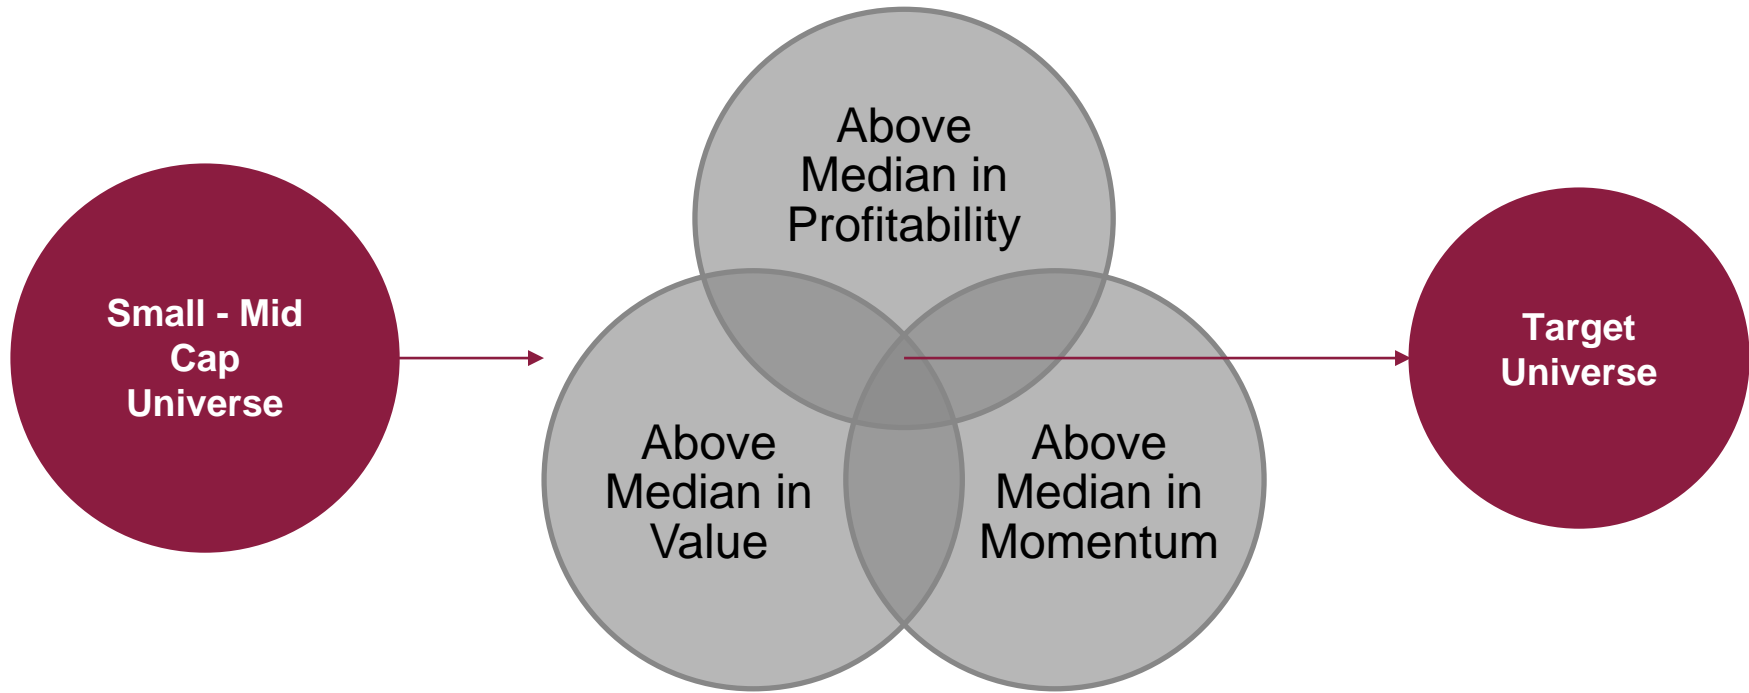 Above
Median in
Profitability
Small - Mid
Cap
Universe
Target
Universe
Above
Median in
Value
Above
Median in
Momentum